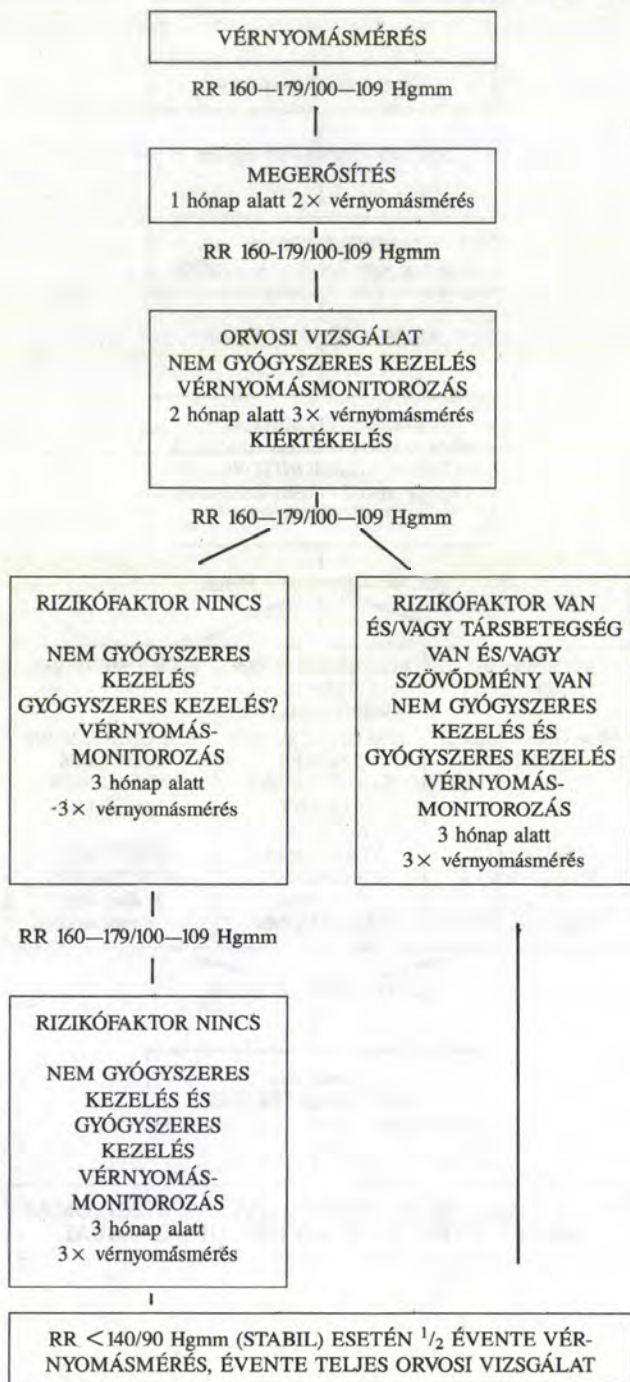 VÉRNYOMÁSMÉRÉS
RR 160—179/100—109 Hgmm
MEGERŐSÍTÉS
1 hónap alatt 2× vérnyomásmérés
RR 160-179/100-109 Hgmm
ORVOSI VIZSGÁLAT
NEM GYÓGYSZERES KEZELÉS
VÉRNYOMÁSMONITOROZÁS
2 hónap alatt 3× vérnyomásmérés
KIÉRTÉKELÉS
RR 160—179/100—109 Hgmm
RIZIKÓFAKTOR NINCS
NEM GYÓGYSZERES
KEZELÉS
GYÓGYSZERES KEZELÉS?
VÉRNYOMÁS-
MONITOROZÁS
3 hónap alatt
-3× vérnyomásmérés
RIZIKÓFAKTOR VAN
ÉS/VAGY TÁRSBETEGSÉG
VAN ÉS/VAGY
SZÖVŐDMÉNY VAN
NEM GYÓGYSZERES
KEZELÉS ÉS
GYÓGYSZERES KEZELÉS
VÉRNYOMÁS-
MONITOROZÁS
3 hónap alatt
3× vérnyomásmérés
RR 160—179/100—109 Hgmm
RIZIKÓFAKTOR NINCS
NEM GYÓGYSZERES
KEZELÉS ÉS
GYÓGYSZERES
KEZELÉS
VÉRNYOMÁS-
MONITOROZÁS
3 hónap alatt
3× vérnyomásmérés
RR <140/90 Hgmm (STABIL) ESETÉN 1/2 ÉVENTE VÉR-
NYOMÁSMÉRÉS, ÉVENTE TELJES ORVOSI VIZSGÁLAT